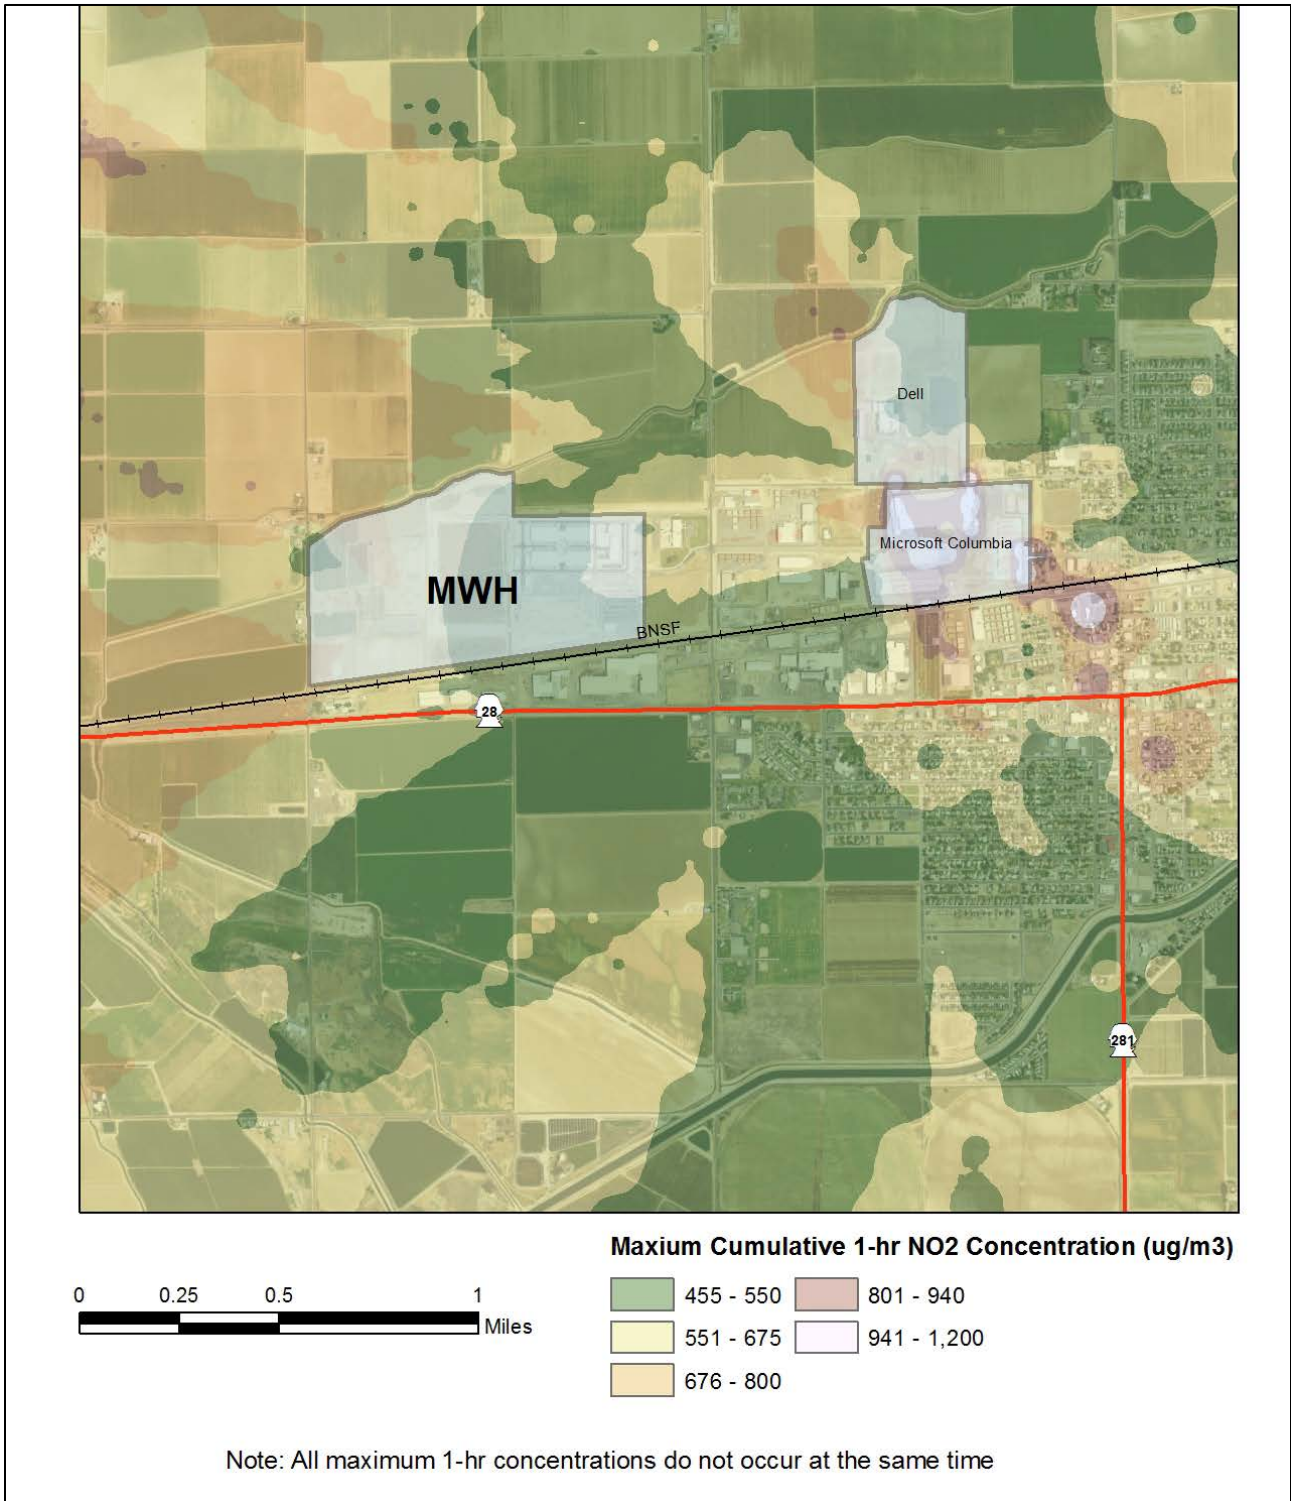 Dell
Microsoft Columbia
MWH
BNSF
28
281
Maxium Cumulative 1-hr NO2 Concentration (ug/m3)
0 0.25 0.5 1
Miles
455 - 550
801 - 940
551 - 675
941 - 1,200
676 - 800
Note: All maximum 1-hr concentrations do not occur at the same time